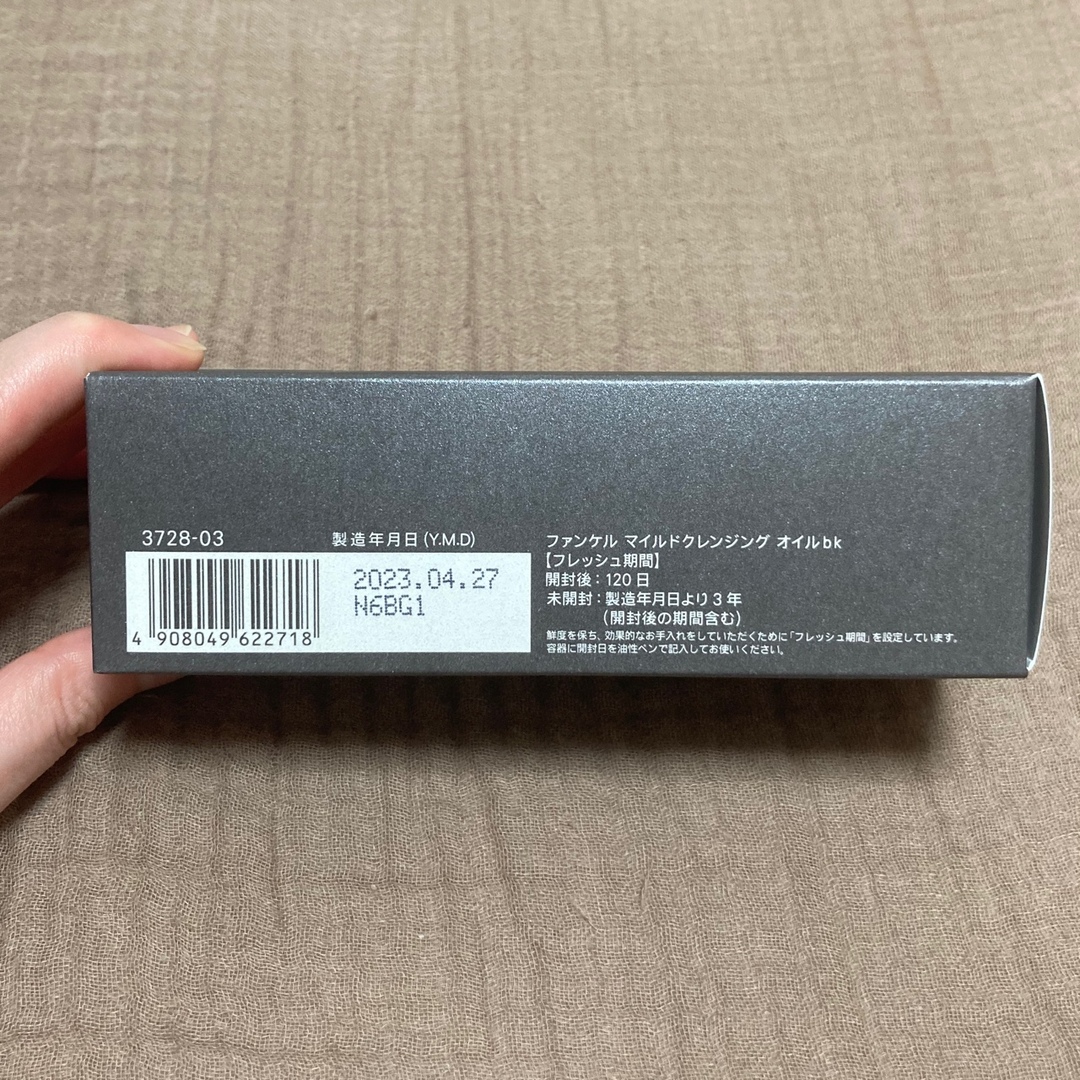 3728-03
製造年月日(Y.M.D)
2023.04.27
N6BG1
4 908049 622718
ファンケル マイルドクレンジング オイルbk
【フレッシュ期間】
開封後：120日
未開封：製造年月日より3年
(開封後の期間含む)
鮮度を保ち、効果的なお手入れをしていただくために「フレッシュ期間」を設定しています。
容器に開封日を油性ペンで記入してお使いください。